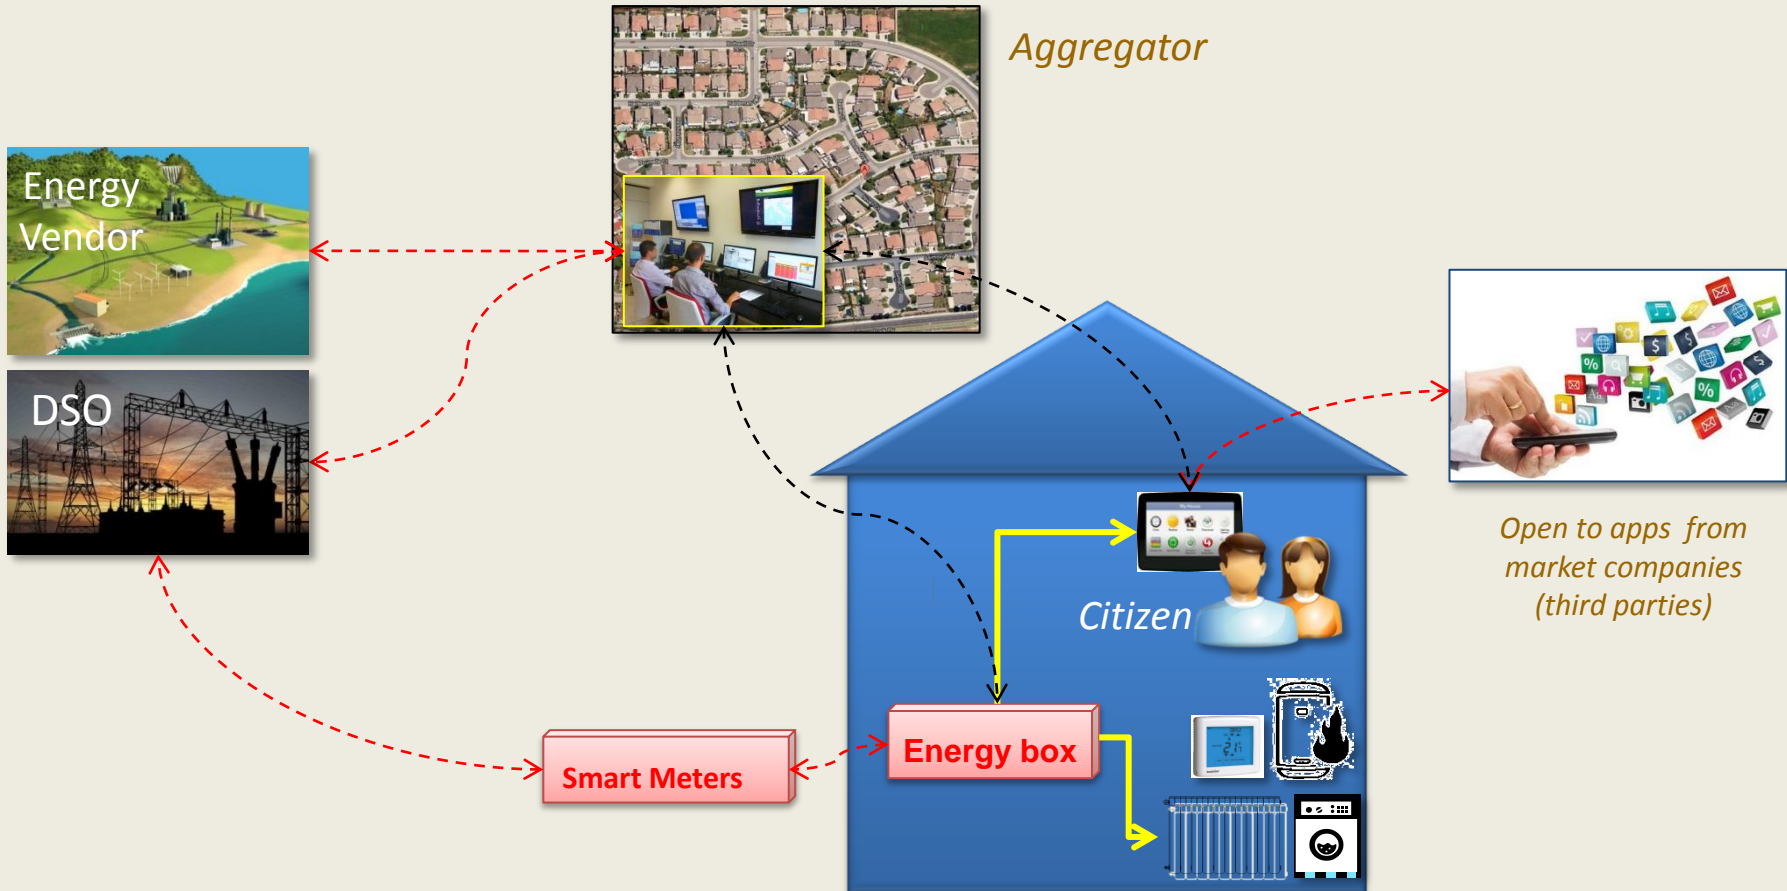 Aggregator
Energy
Vendor
DSO
Open to apps  from
market companies
(third parties)
Citizen
Energy box
Smart Meters